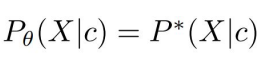 P_θ(X|c) = P*(X|c)